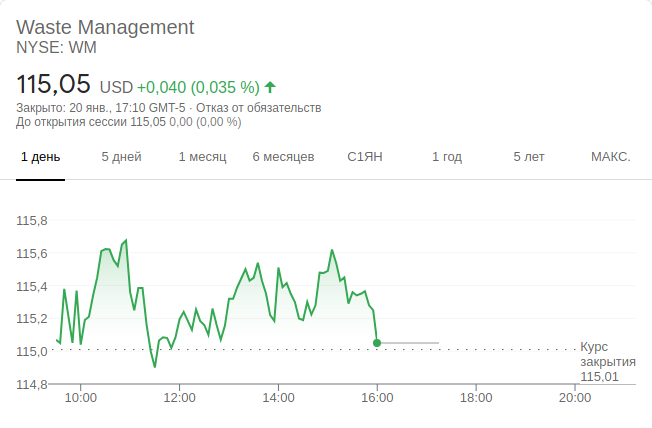 Waste Management
NYSE: WM
115,05 USD +0,040 (0,035 %)
Закрыто: 20 янв., 17:10 GMT-5 · Отказ от обязательств
До открытия сессии 115,05 0,00 (0,00 %)
1 день 5 дней 1 месяц 6 месяцев С1ЯН 1 год 5 лет МАКС.
115,8
115,6
115,4
115,2
115,0
Курс
закрытия
115,01
114,8
10:00 12:00 14:00 16:00 18:00 20:00